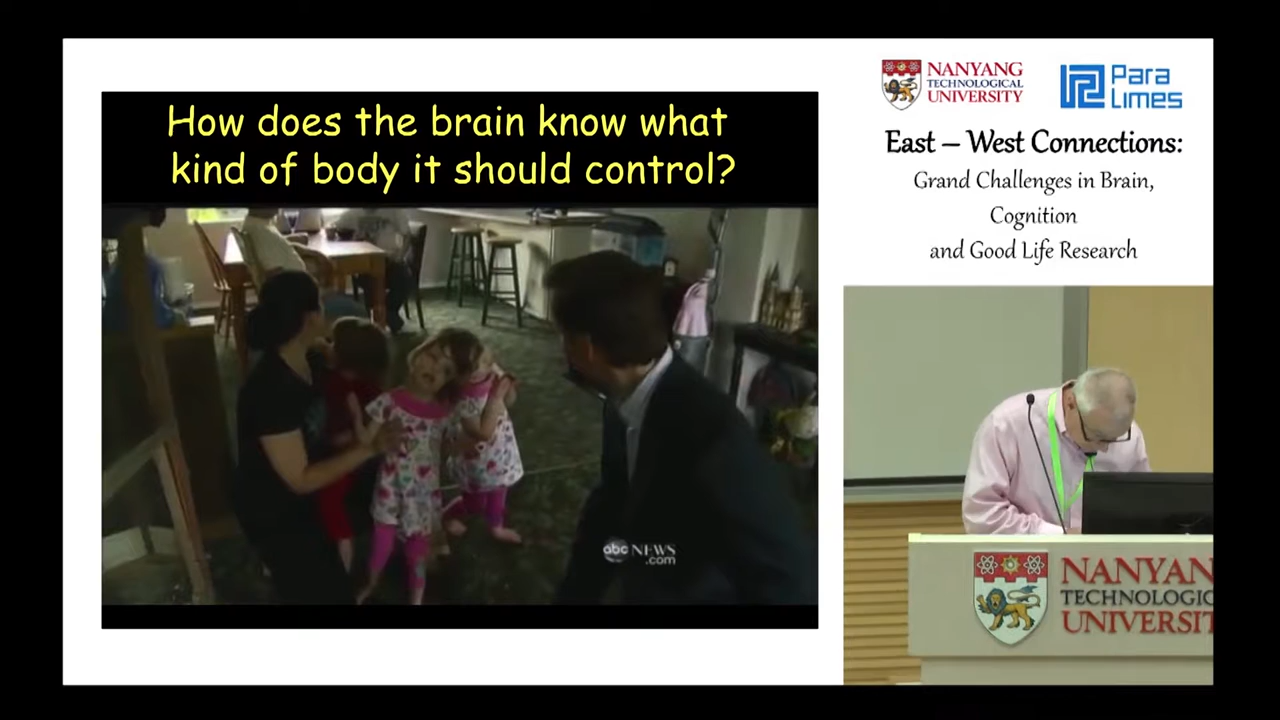 How does the brain know what
kind of body it should control?
abc NEWS
.com
NANYANG
TECHNOLOGICAL
UNIVERSITY
Para
Limes
East – West Connections:
Grand Challenges in Brain,
Cognition
and Good Life Research
NANYAN
TECHNOLOGIC
UNIVERSIT